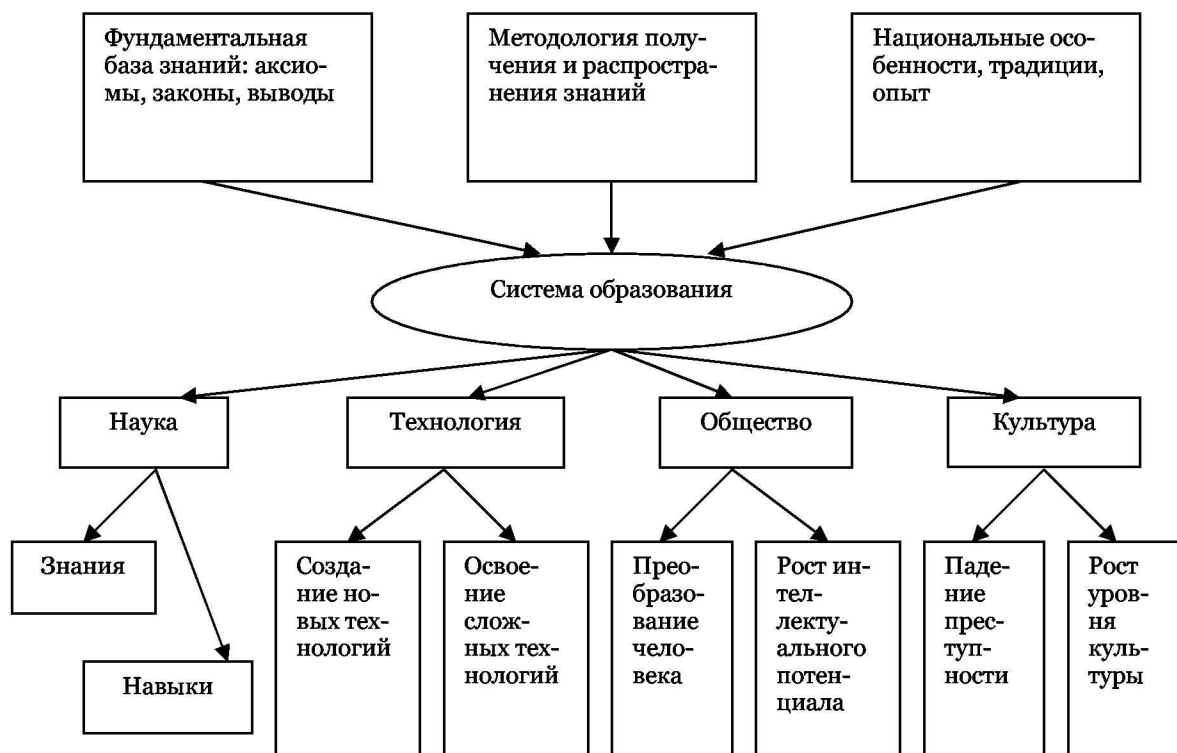 Фундаментальная
база знаний: аксио-
мы, законы, выводы
Методология полу-
чения и распростра-
нения знаний
Национальные осо-
бенности, традиции,
опыт
Система образования
Наука
Технология
Общество
Культура
Знания
Навыки
Созда-
ние но-
вых тех-
нологий
Освое-
ние
слож-
ных тех-
нологий
Прео-
бразо-
вание
чело-
века
Рост ин-
тел-
лекту-
ального
потен-
циала
Паде-
ние
прес-
туп-
ности
Рост
уров-
ня
куль-
туры